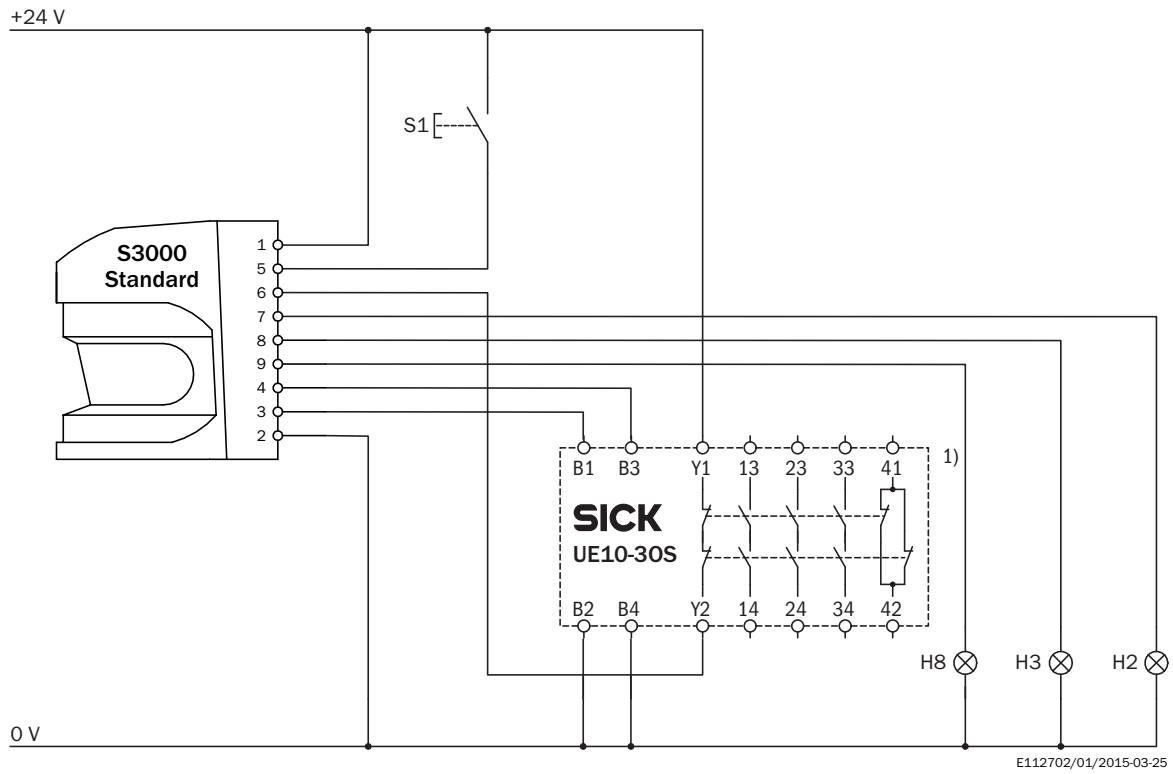 +24 V
S1
S3000
Standard
1
5
6
7
8
9
4
3
2
B1 B3 Y1 13 23 33 41 1)
SICK
UE10-30S
B2 B4 Y2 14 24 34 42
H8 H3 H2
0 V
E112702/01/2015-03-25